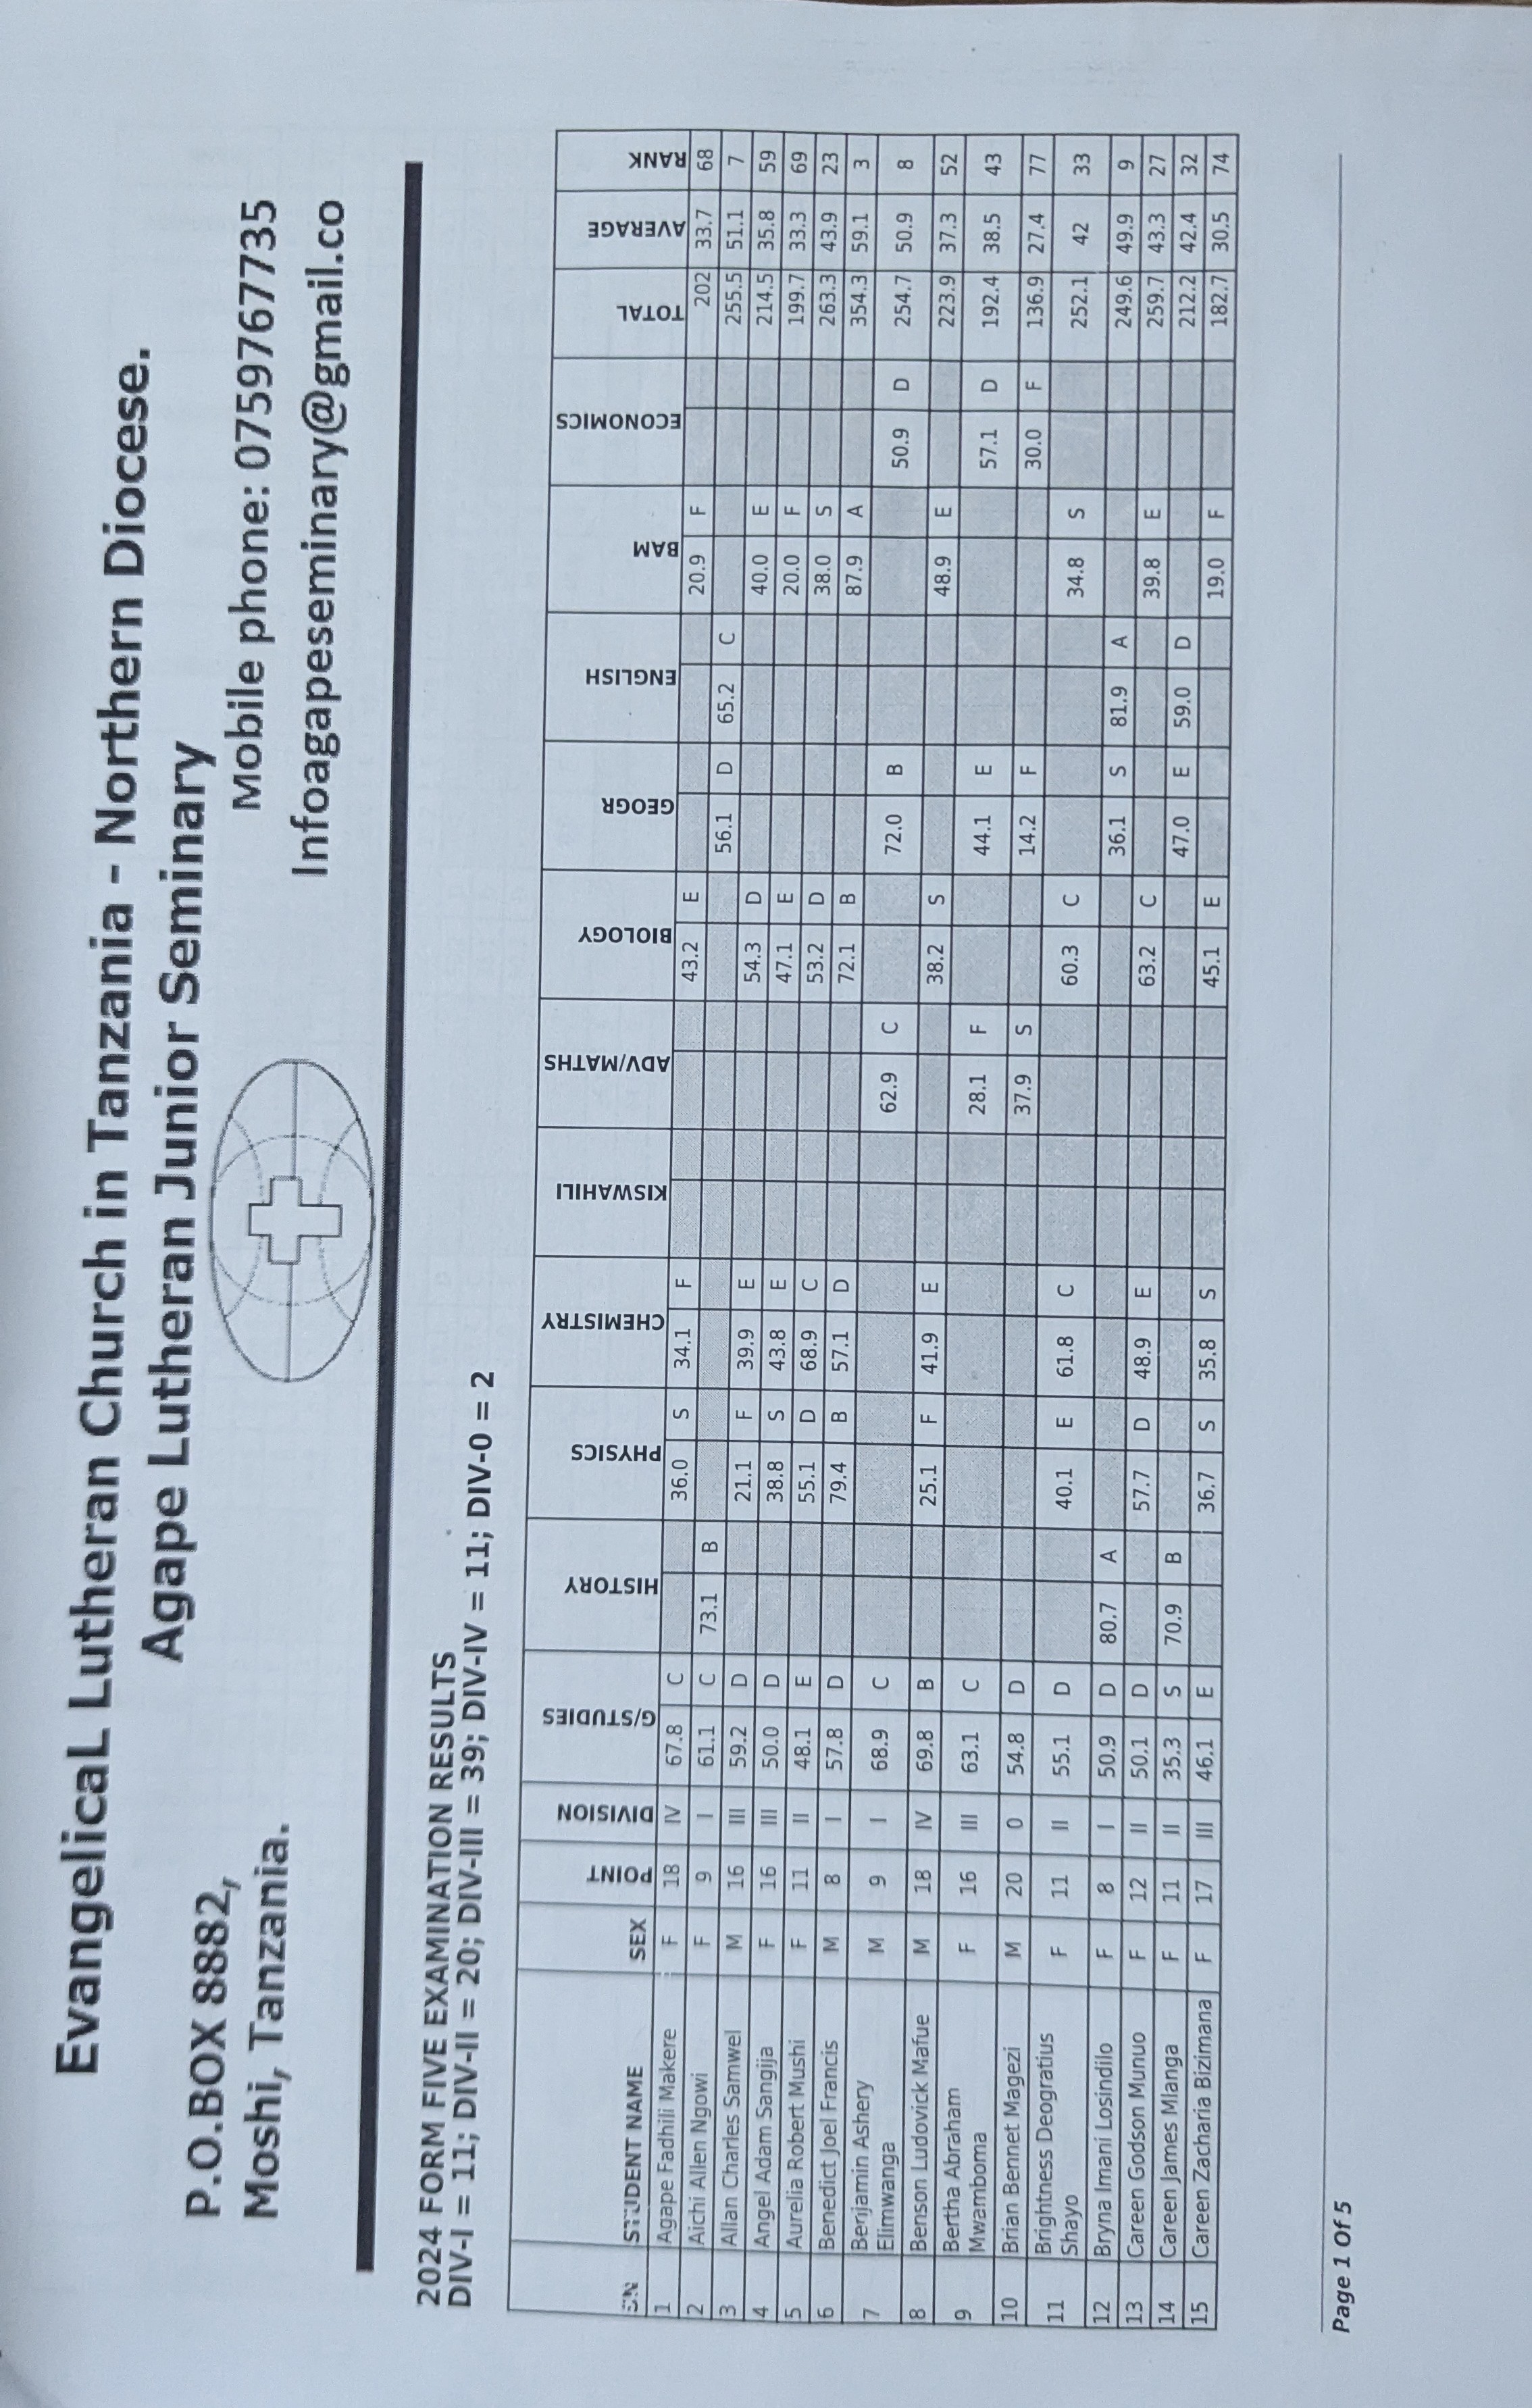 Evangelical Lutheran Church in Tanzania - Northern Diocese.
Agape Lutheran Junior Seminary
P.O.BOX 8882, Mobile phone: 0759767735
Moshi, Tanzania. Infoagapeseminary@gmail.co
2024 FORM FIVE EXAMINATION RESULTS
DIV-I = 11; DIV-II = 20; DIV-III = 39; DIV-IV = 11; DIV-0 = 2
SN STUDENT NAME SEX POINT DIVISION G/STUDIES HISTORY PHYSICS CHEMISTRY KISWAHILI ADV/MATHS BIOLOGY GEOGR ENGLISH BAM ECONOMICS TOTAL AVERAGE RANK
1 Agape Fadhili Makere F 18 IV 67.8 C 36.0 S 34.1 F 43.2 E 20.9 F 202 33.7 68
2 Aichi Allen Ngowi F 9 I 61.1 C 73.1 B 56.1 D 65.2 C 255.5 51.1 7
3 Allan Charles Samwel M 16 III 59.2 D 21.1 F 39.9 E 54.3 D 40.0 E 214.5 35.8 59
4 Angel Adam Sangija F 16 III 50.0 D 38.8 S 43.8 E 47.1 E 20.0 F 199.7 33.3 69
5 Aurelia Robert Mushi F 11 II 48.1 E 55.1 D 68.9 C 53.2 D 38.0 S 263.3 43.9 23
6 Benedict Joel Francis M 8 I 57.8 D 79.4 B 57.1 D 72.1 B 87.9 A 354.3 59.1 3
7 Benjamin Ashery M 9 I 68.9 C 62.9 C 72.0 B 50.9 D 254.7 50.9 8
Elimwanga
8 Benson Ludovick Mafue M 18 IV 69.8 B 25.1 F 41.9 E 38.2 S 48.9 E 223.9 37.3 52
9 Bertha Abraham F 16 III 63.1 C 28.1 F 44.1 E 57.1 D 192.4 38.5 43
Mwamboma
10 Brian Bennet Magezi M 20 0 54.8 D 37.9 S 14.2 F 30.0 F 136.9 27.4 77
11 Brightness Deogratius F 11 II 55.1 D 40.1 E 61.8 C 60.3 C 34.8 S 252.1 42 33
Shayo
12 Bryna Imani Losindilo F 8 I 50.9 D 80.7 A 36.1 S 81.9 A 249.6 49.9 9
13 Careen Godson Munuo F 12 II 50.1 D 57.7 D 48.9 E 63.2 C 39.8 E 259.7 43.3 27
14 Careen James Mlanga F 11 II 35.3 S 70.9 B 47.0 E 59.0 D 212.2 42.4 32
15 Careen Zacharia Bizimana F 17 III 46.1 E 36.7 S 35.8 S 45.1 E 19.0 F 182.7 30.5 74
Page 1 Of 5